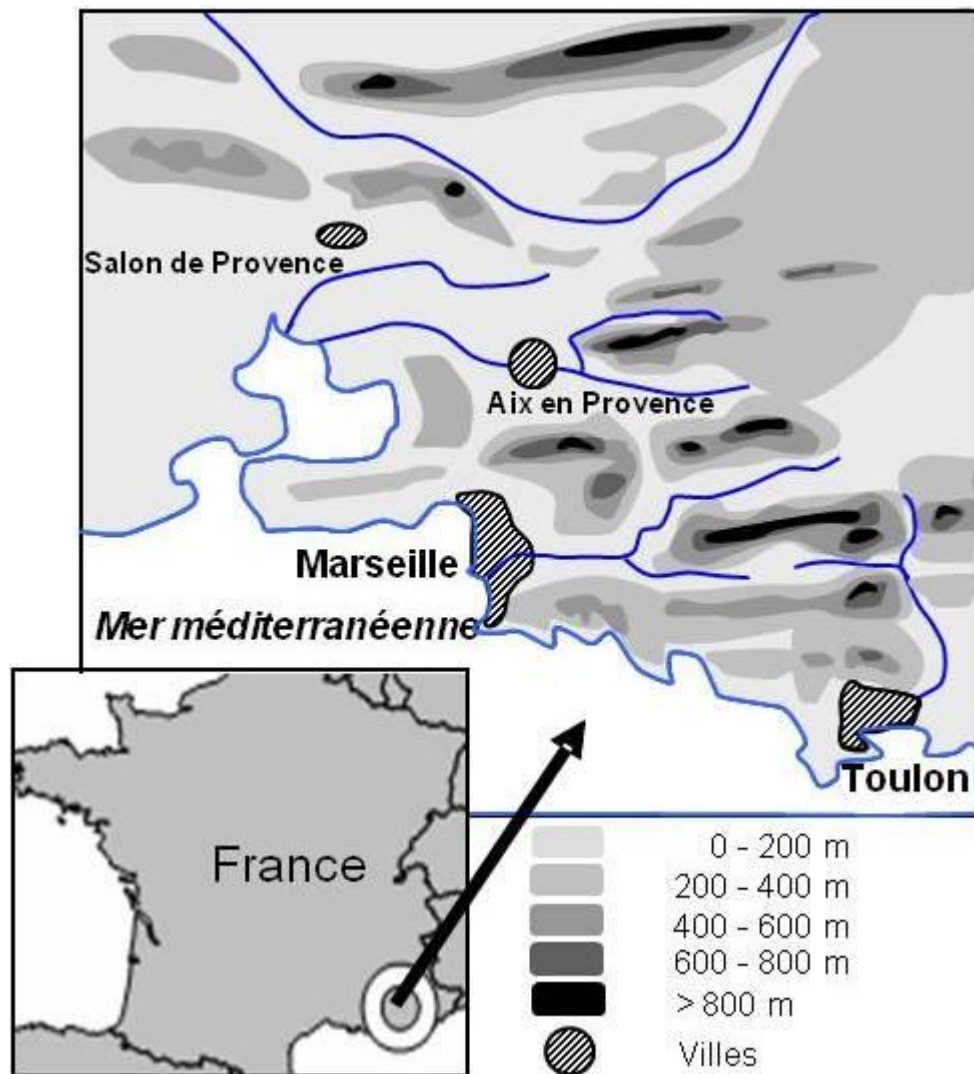 Salon de Provence
Aix en Provence
Marseille
Mer méditerranéenne
Toulon
France
0 - 200 m
200 - 400 m
400 - 600 m
600 - 800 m
> 800 m
Villes